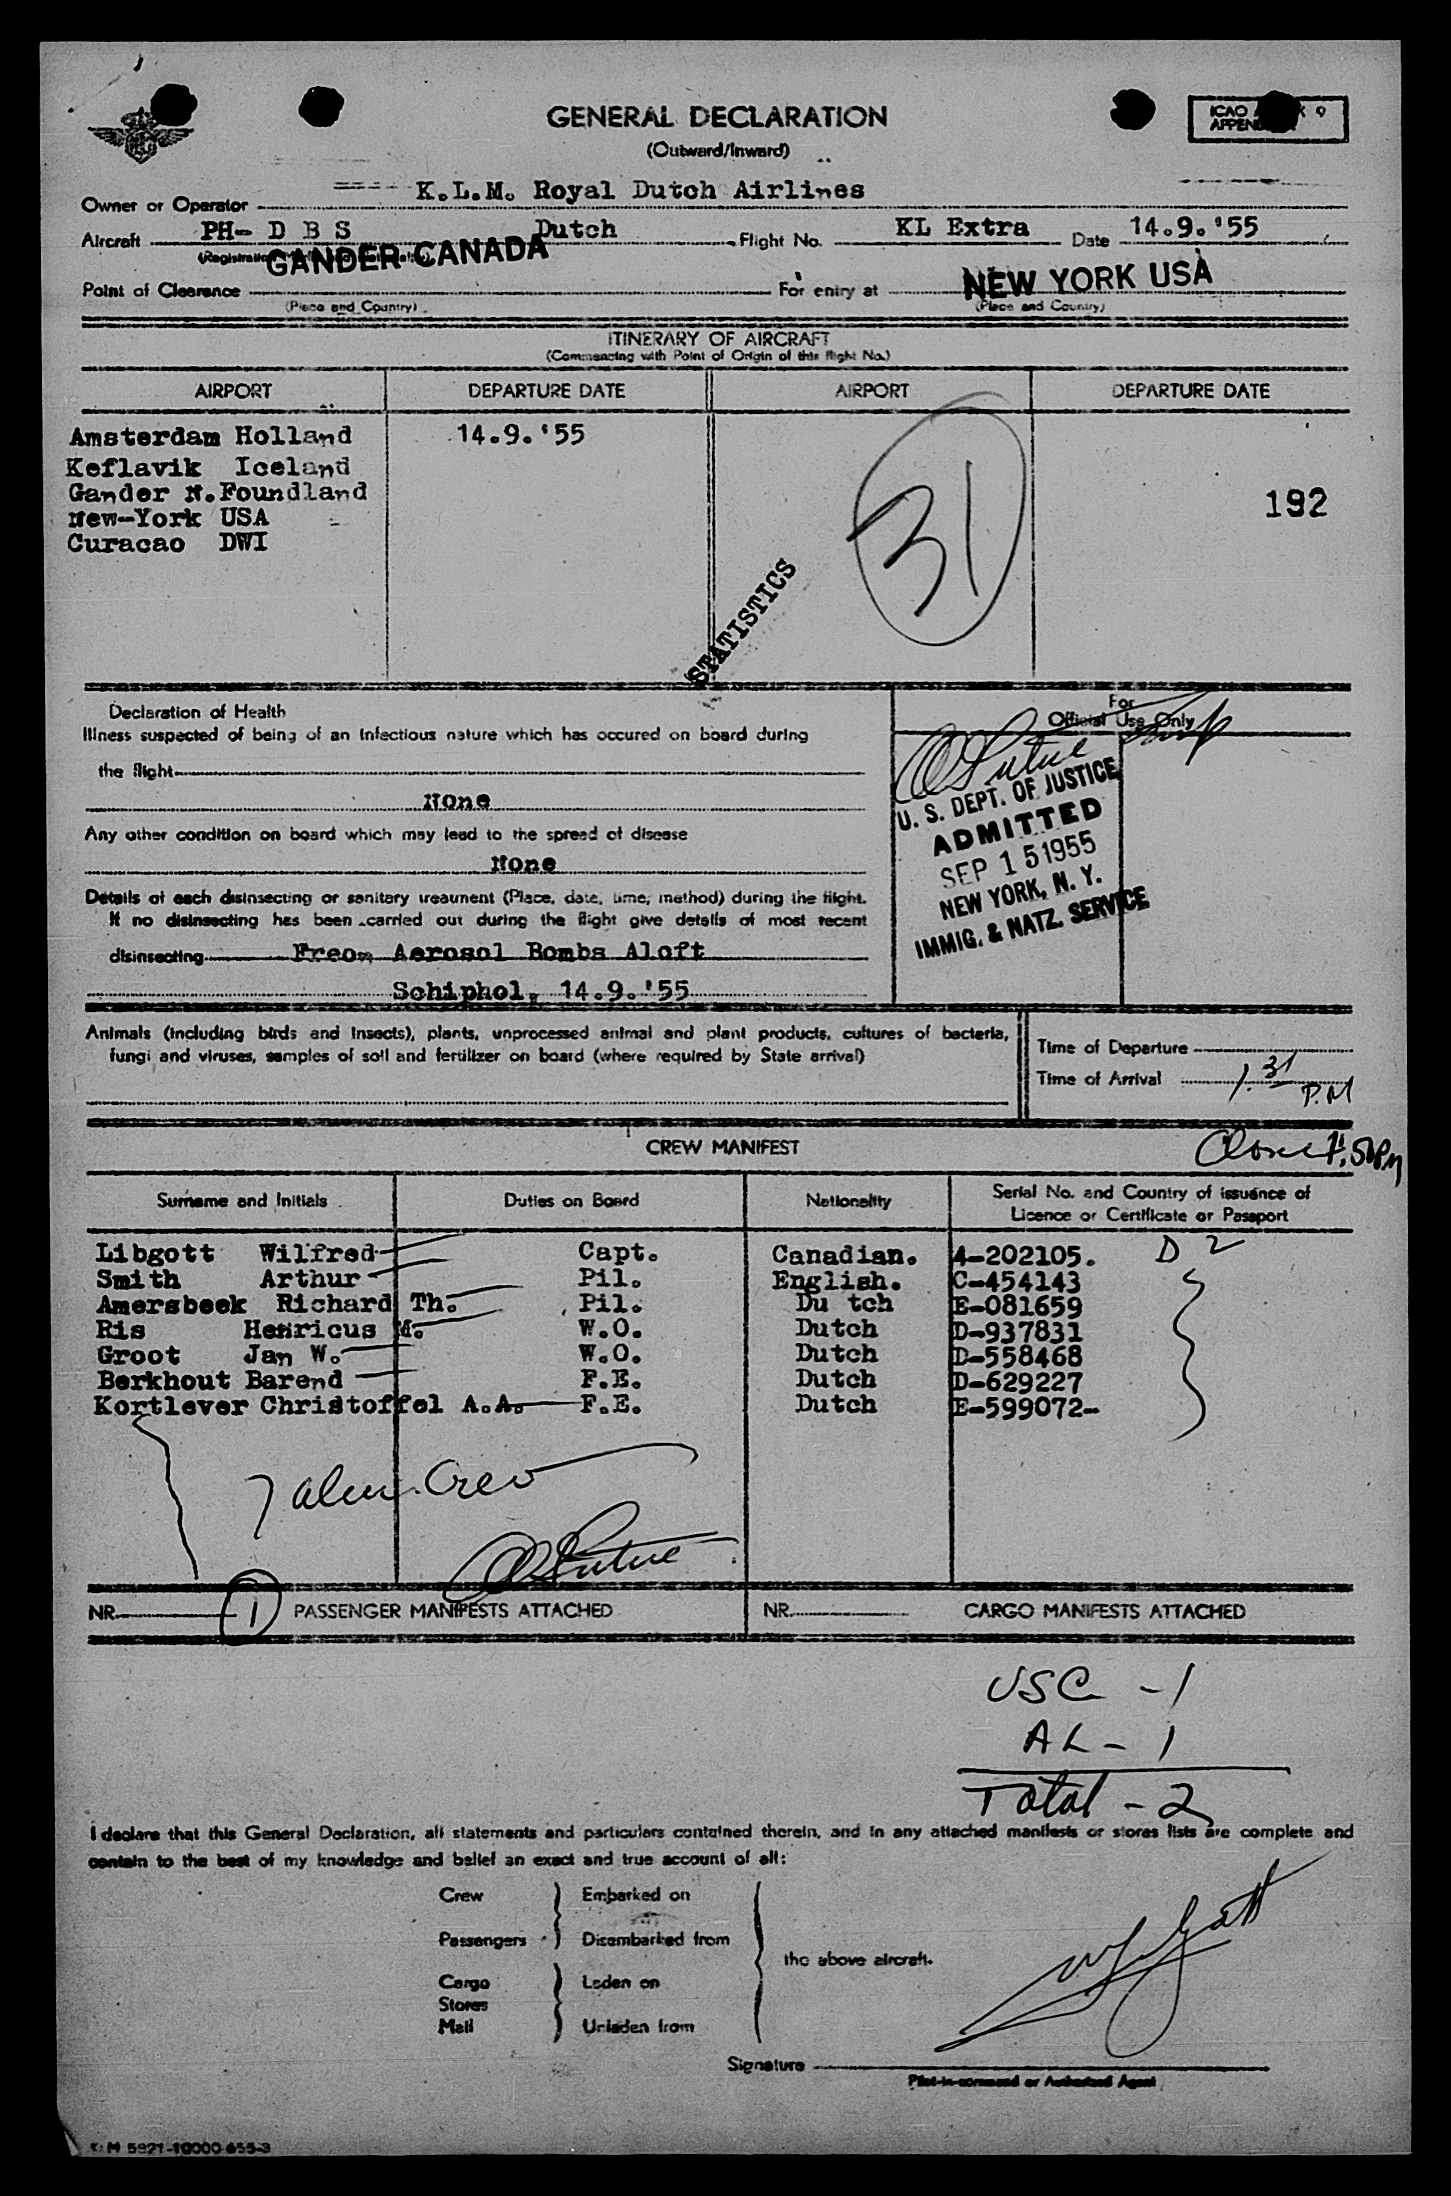 GENERAL DECLARATION
(Outward/Inward)
ICAO
Owner or Operator K.L.M. Royal Dutch Airlines
Aircraft PH- D B S Dutch Flight No. KL Extra Date 14.9.'55
GANDER CANADA
Point of Clearance For entry at NEW YORK USA
(Place and Country) (Place and Country)
ITINERARY OF AIRCRAFT
(Commencing with Point of Origin of this flight No.)
AIRPORT DEPARTURE DATE AIRPORT DEPARTURE DATE
Amsterdam Holland 14.9.'55
Keflavik Iceland
Gander N.Foundland
New-York USA
Curacao DWI
31
192
STATISTICS
Declaration of Health
Illness suspected of being of an infectious nature which has occured on board during
the flight
None
Any other condition on board which may lead to the spread of disease
None
Details of each disinsecting or sanitary treatment (Place, date, time, method) during the flight.
If no disinsecting has been carried out during the flight give details of most recent
disinsecting Freon Aerosol Bombs Aloft
Schiphol, 14.9.'55
For
Official Use Only
U. S. DEPT. OF JUSTICE
ADMITTED
SEP 15 1955
NEW YORK, N. Y.
IMMIG. & NATZ. SERVICE
Animals (including birds and insects), plants, unprocessed animal and plant products, cultures of bacteria,
fungi and viruses, samples of soil and fertilizer on board (where required by State arrival)
Time of Departure
Time of Arrival 1.31 P.M
CREW MANIFEST
Surname and Initials Duties on Board Nationality Serial No. and Country of issuance of
Licence or Certificate or Passport
Libgott Wilfred Capt. Canadian. 4-202105. D 2
Smith Arthur Pil. English. C-454143
Amersbeek Richard Th. Pil. Du tch E-081659
Ris Henricus M. W.O. Dutch D-937831
Groot Jan W. W.O. Dutch D-558468
Berkhout Barend F.E. Dutch D-629227
Kortlever Christoffel A.A. F.E. Dutch E-599072-
Crew
NR. 1 PASSENGER MANIFESTS ATTACHED NR. CARGO MANIFESTS ATTACHED
USC - 1
AL - 1
Total - 2
I declare that this General Declaration, all statements and particulars contained therein, and in any attached manifests or stores lists are complete and
contain to the best of my knowledge and belief an exact and true account of all:
Crew Embarked on
Passengers Disembarked from
the above aircraft.
Cargo Laden on
Stores
Mail Unladen from
Signature
Pilot-in-command or Authorized Agent